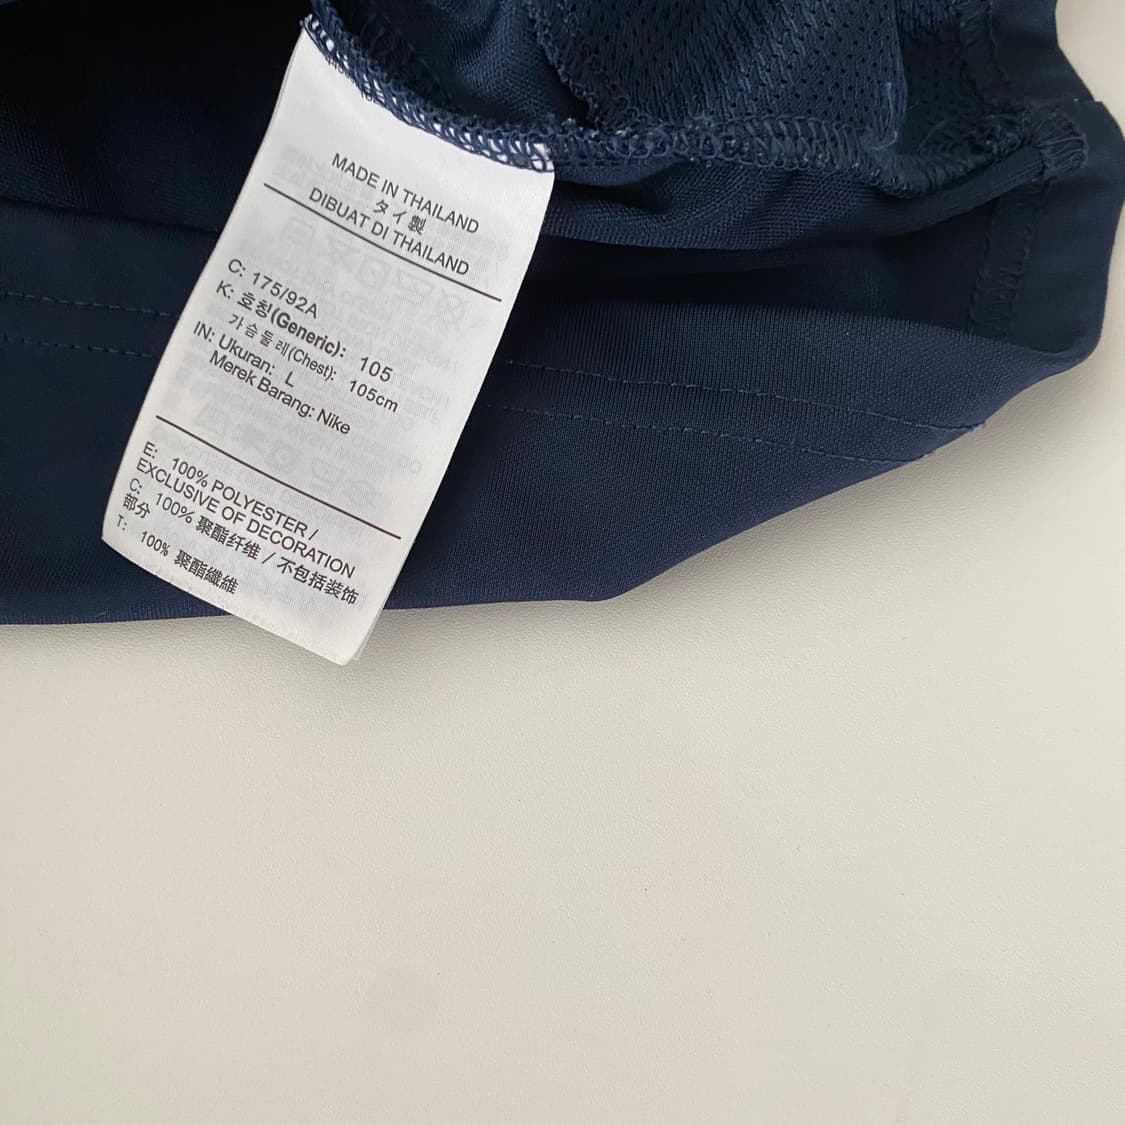 MADE IN THAILAND
タイ製
DIBUAT DI THAILAND
C: 175/92A
K: 호칭(Generic): 105
가슴둘레(Chest): 105cm
IN: Ukuran: L
Merek Barang: Nike
E: 100% POLYESTER /
EXCLUSIVE OF DECORATION
C: 100% 聚酯纤维 / 不包括装饰
部分
T: 100% 聚酯纖維